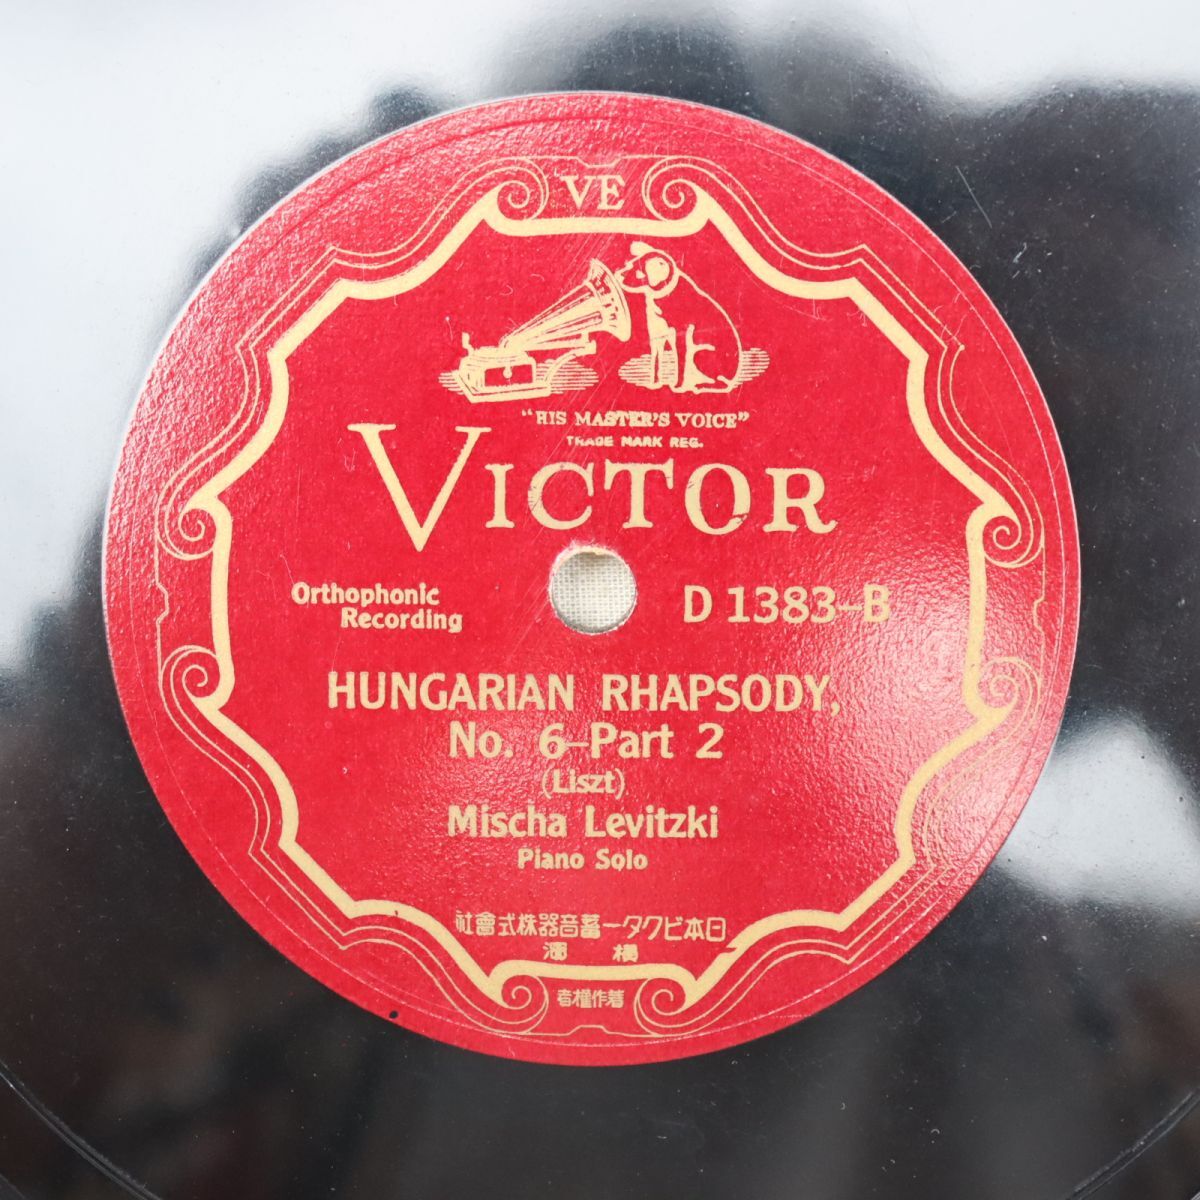 VE
"HIS MASTER'S VOICE"
TRADE MARK REG.
VICTOR
Orthophonic
Recording
D 1383-B
HUNGARIAN RHAPSODY,
No. 6-Part 2
(Liszt)
Mischa Levitzki
Piano Solo
社會式株器音蓄ータクビ本日
濱橫
者權作著